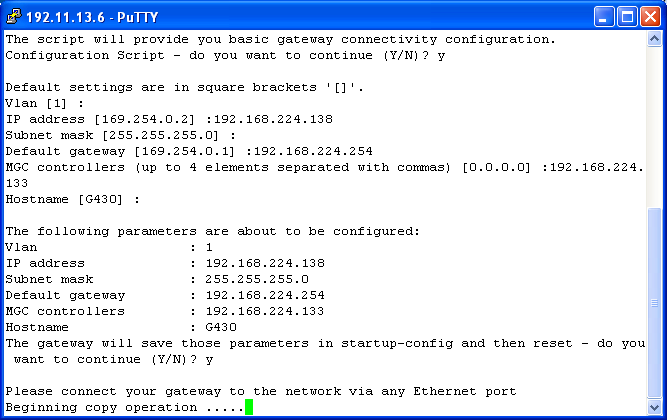 192.11.13.6 - PuTTY
The script will provide you basic gateway connectivity configuration.
Configuration Script - do you want to continue (Y/N)? y
Default settings are in square brackets '[]'.
Vlan [1] :
IP address [169.254.0.2] :192.168.224.138
Subnet mask [255.255.255.0] :
Default gateway [169.254.0.1] :192.168.224.254
MGC controllers (up to 4 elements separated with commas) [0.0.0.0] :192.168.224.
133
Hostname [G430] :
The following parameters are about to be configured:
Vlan : 1
IP address : 192.168.224.138
Subnet mask : 255.255.255.0
Default gateway : 192.168.224.254
MGC controllers : 192.168.224.133
Hostname : G430
The gateway will save those parameters in startup-config and then reset - do you
want to continue (Y/N)? y
Please connect your gateway to the network via any Ethernet port
Beginning copy operation .....